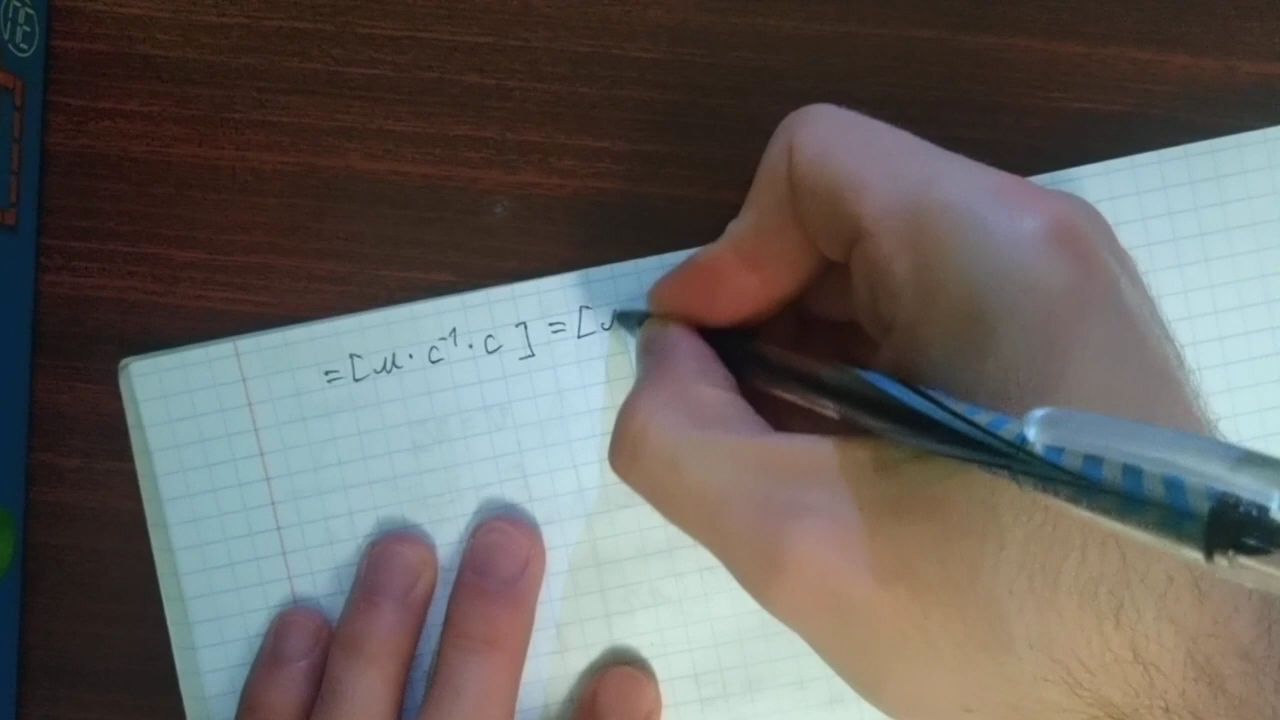 = [м · с⁻¹ · с] = [м